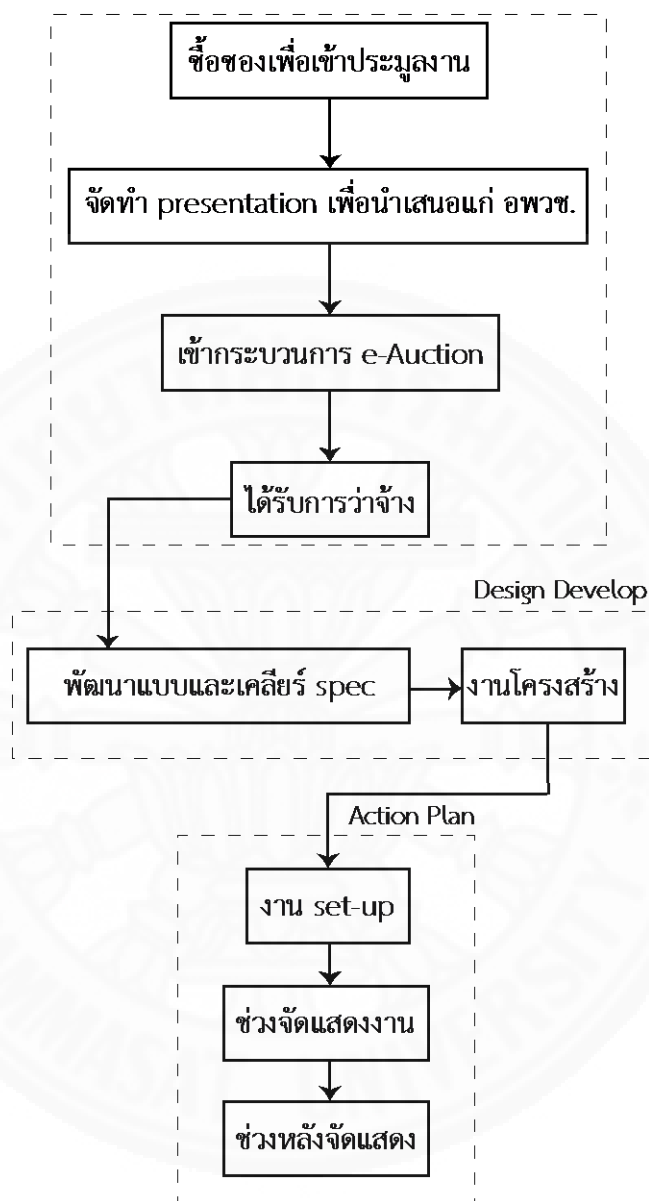 ซื้อซองเพื่อเข้าประมูลงาน
จัดทำ presentation เพื่อนำเสนอแก่ อพวช.
เข้ากระบวนการ e-Auction
ได้รับการว่าจ้าง
Design Develop
พัฒนาแบบและเคลียร์ spec
งานโครงสร้าง
Action Plan
งาน set-up
ช่วงจัดแสดงงาน
ช่วงหลังจัดแสดง